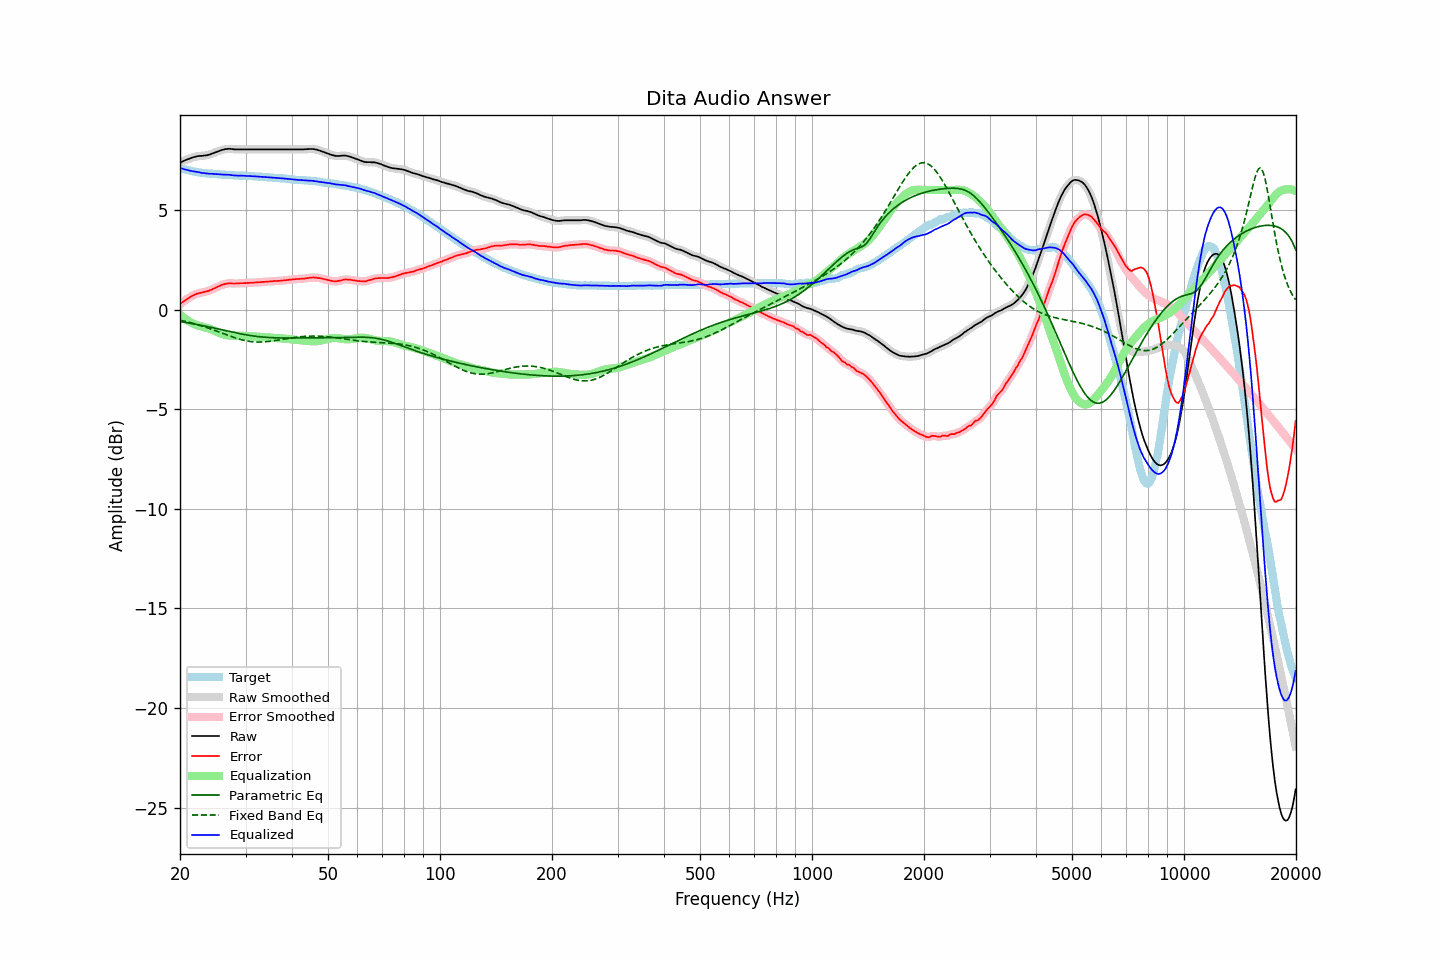 Dita Audio Answer
Amplitude (dBr)
5
0
−5
−10
−15
−20
−25
Target
Raw Smoothed
Error Smoothed
Raw
Error
Equalization
Parametric Eq
Fixed Band Eq
Equalized
20
50
100
200
500
1000
2000
5000
10000
20000
Frequency (Hz)